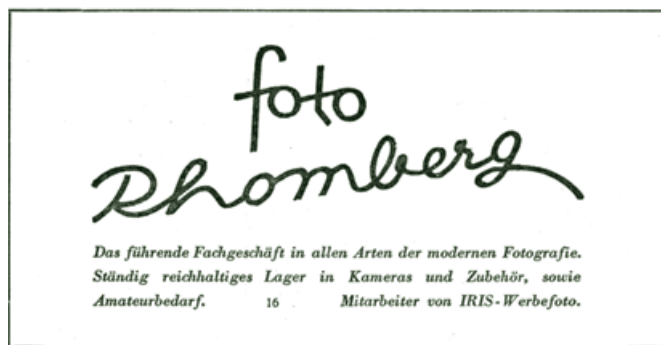 foto
Rhomberg
Das führende Fachgeschäft in allen Arten der modernen Fotografie.
Ständig reichhaltiges Lager in Kameras und Zubehör, sowie
Amateurbedarf. 16 Mitarbeiter von IRIS-Werbefoto.